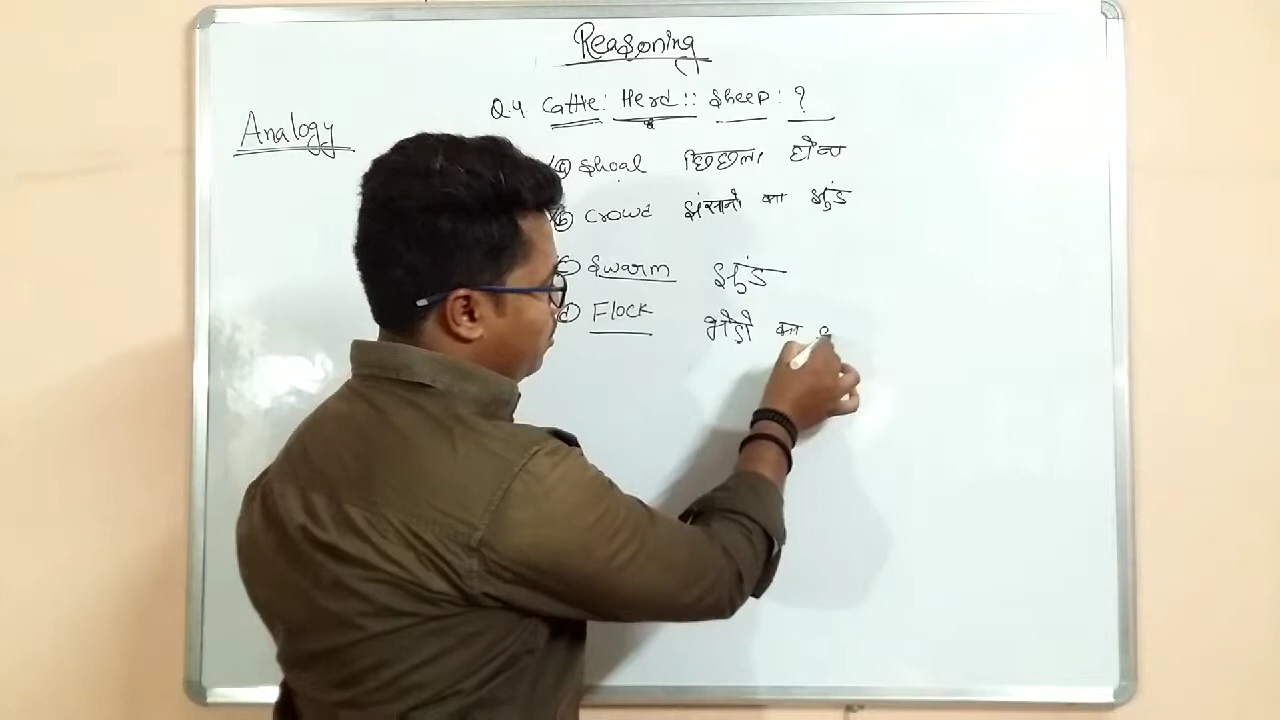 Reasoning
Analogy
Q.4. Cattle : Herd :: Sheep : ?
(a) Shoal छिछला होना
(b) Crowd इंसानो का झुंड
(c) Swarm झुंड
(d) Flock भेड़ो का